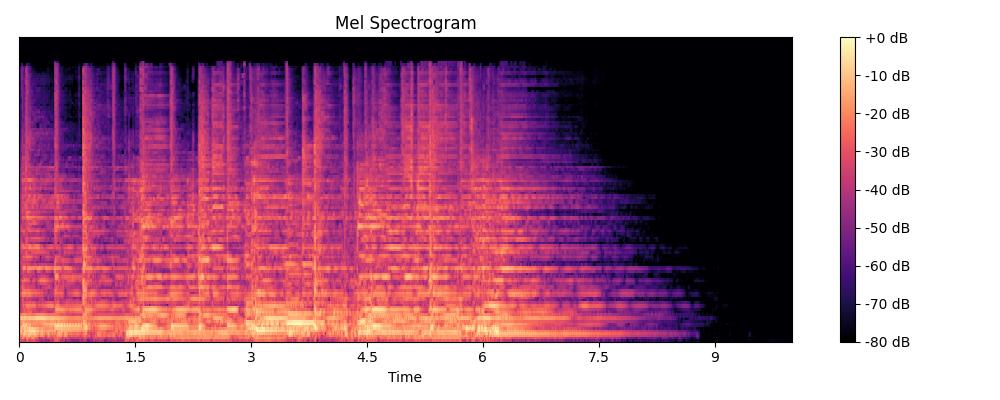 Mel Spectrogram
+0 dB
-10 dB
-20 dB
-30 dB
-40 dB
-50 dB
-60 dB
-70 dB
-80 dB
0 1.5 3 4.5 6 7.5 9
Time